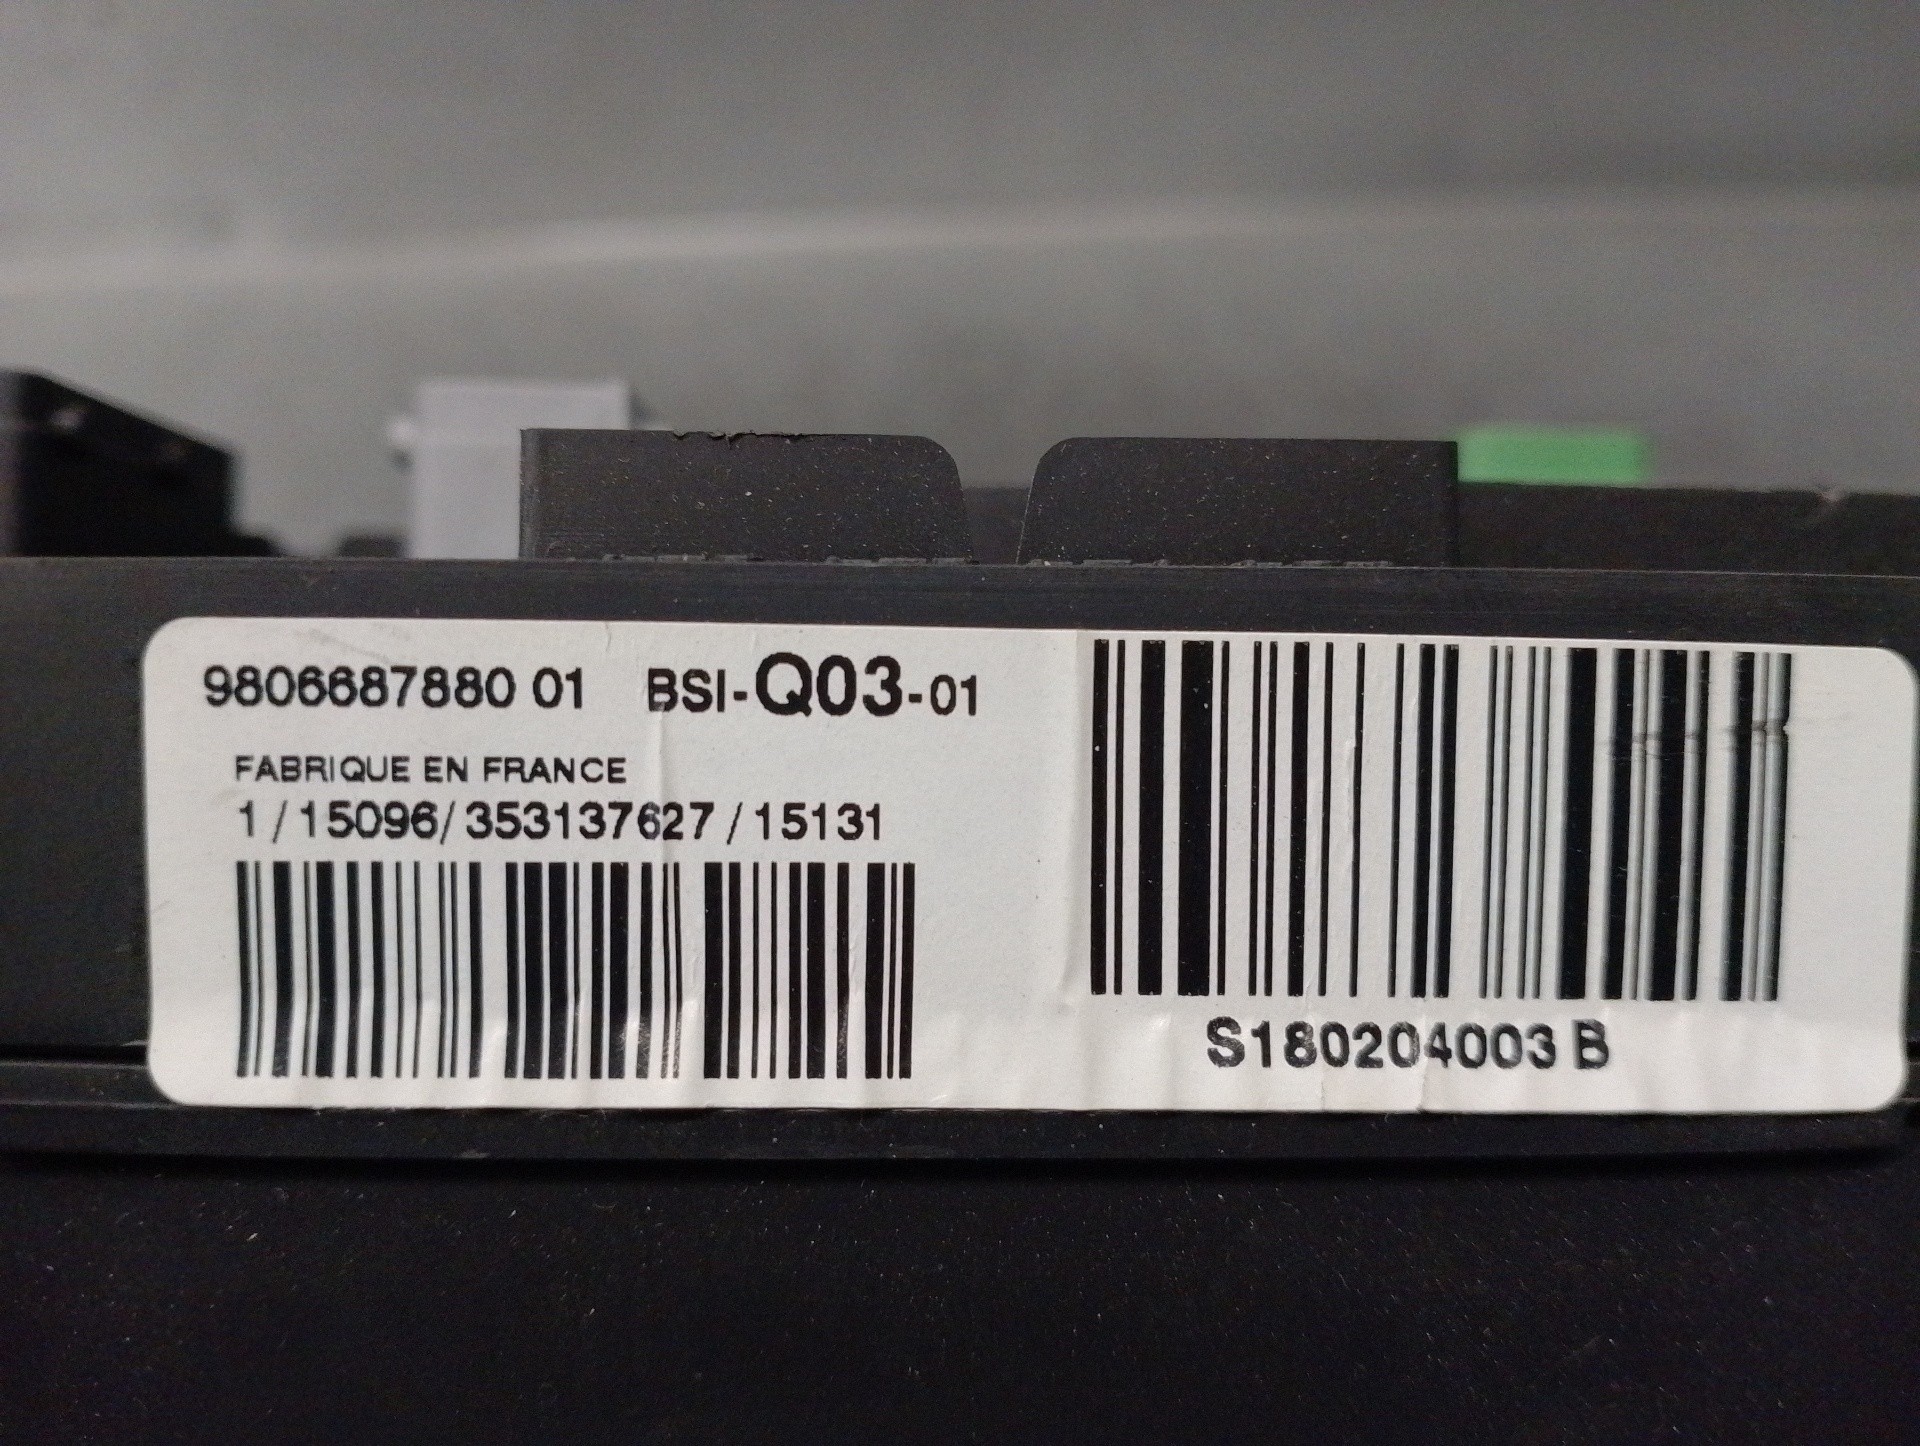 9806687880 01 BSI-Q03-01
FABRIQUE EN FRANCE
1/15096/353137627/15131
S180204003 B